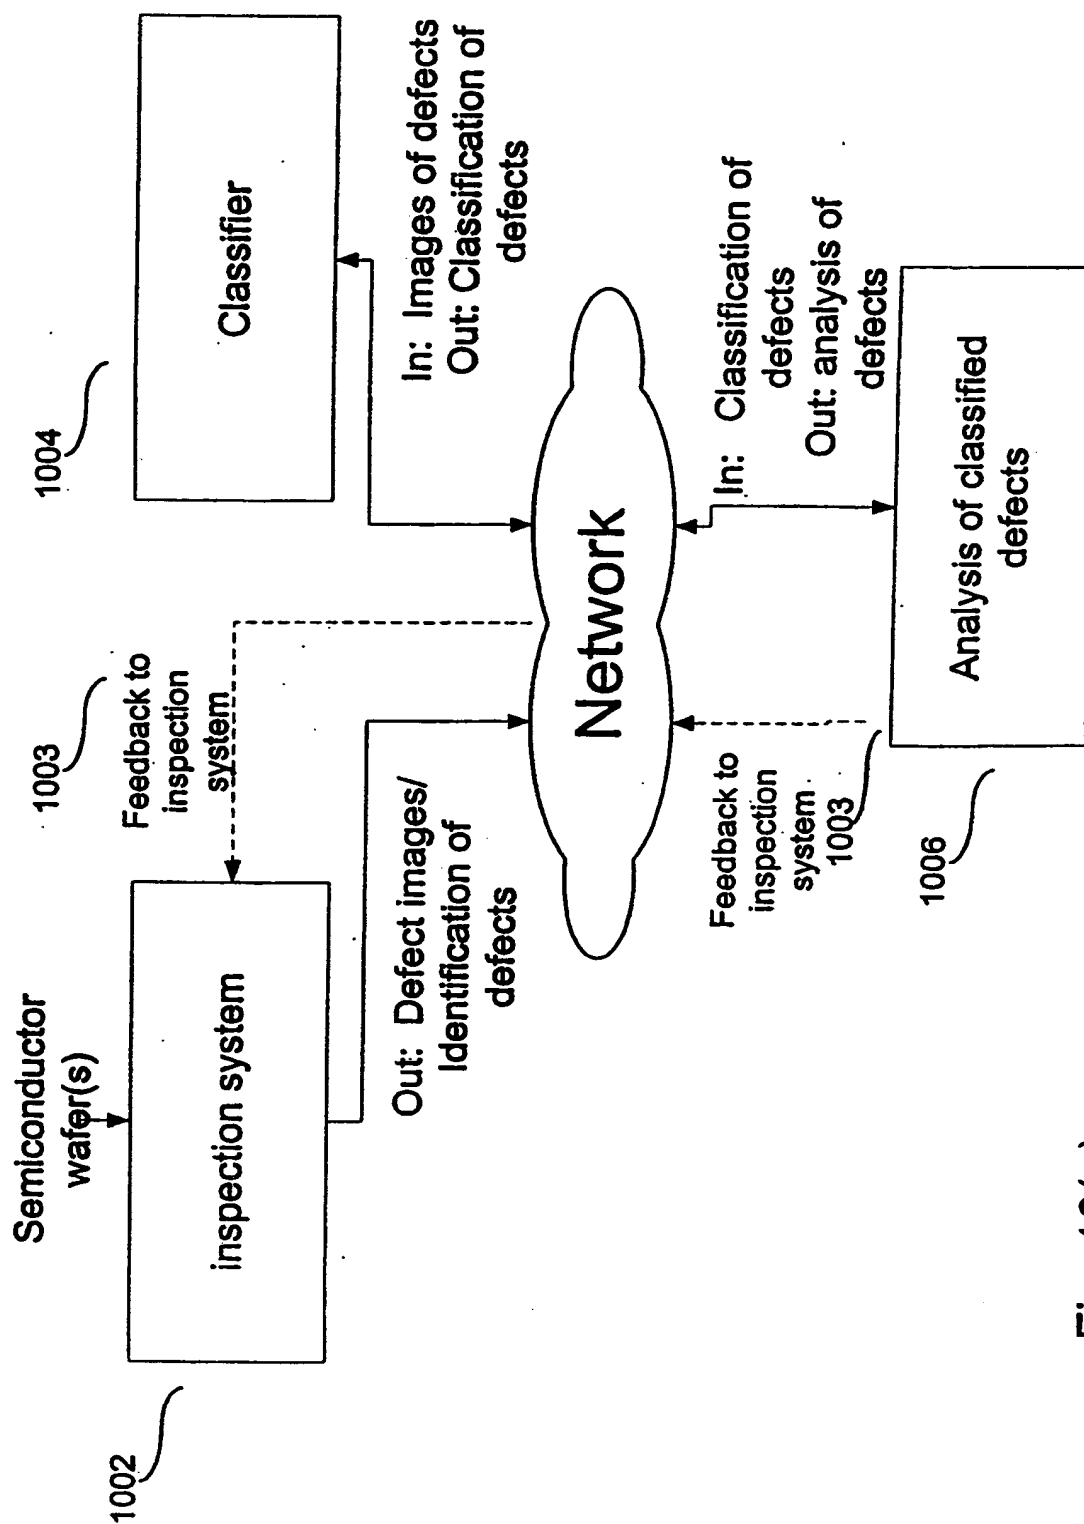 Semiconductor
wafer(s)
1002
inspection system
1003
Feedback to
inspection
system
1004
Classifier
Out: Defect images/
Identification of
defects
In: Images of defects
Out: Classification of
defects
Network
Feedback to
inspection
system
1003
In: Classification of
defects
Out: analysis of
defects
1006
Analysis of classified
defects